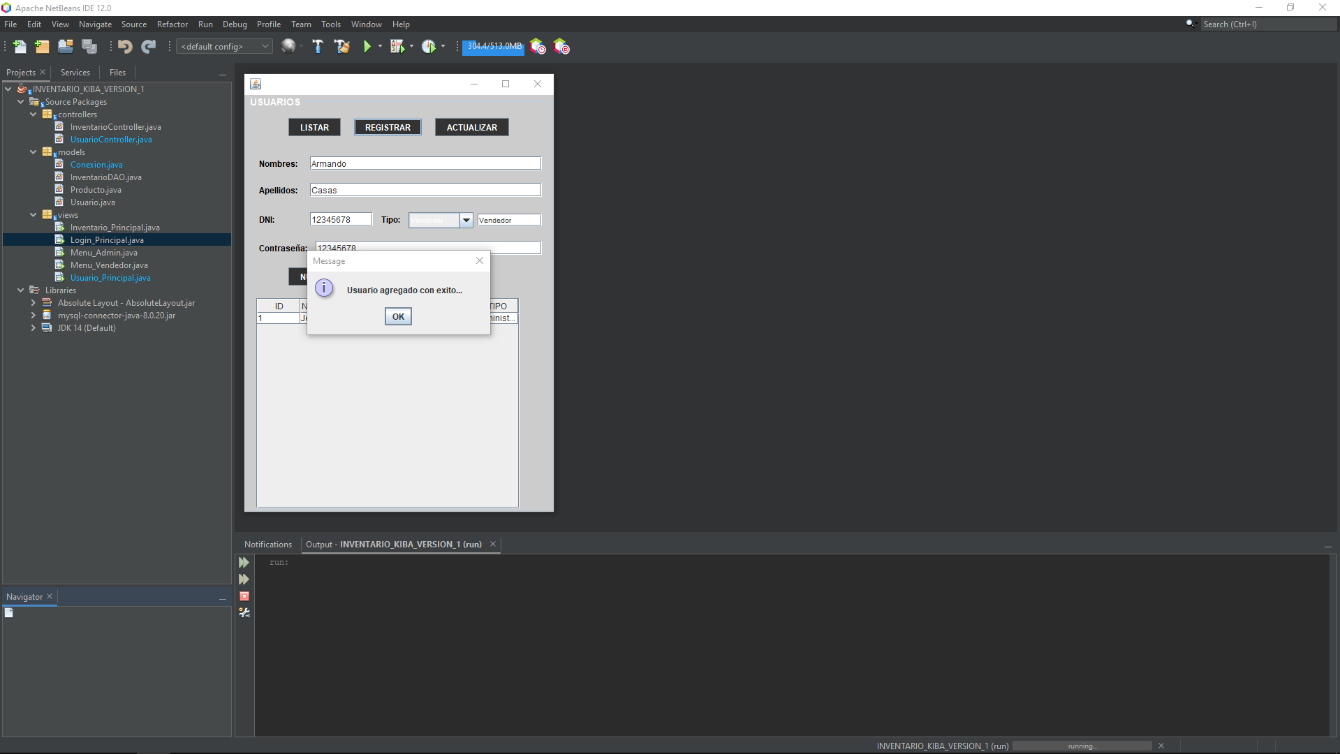 Apache NetBeans IDE 12.0
File Edit View Navigate Source Refactor Run Debug Profile Team Tools Window Help
Search (Ctrl+I)
<default config>
304.4/513.0MB
Projects
Services
Files
INVENTARIO_KIBA_VERSION_1
Source Packages
controllers
InventarioController.java
UsuarioController.java
models
Conexion.java
InventarioDAO.java
Producto.java
Usuario.java
views
Inventario_Principal.java
Login_Principal.java
Menu_Admin.java
Menu_Vendedor.java
Usuario_Principal.java
Libraries
Absolute Layout - AbsoluteLayout.jar
mysql-connector-java-8.0.20.jar
JDK 14 (Default)
Navigator
USUARIOS
LISTAR
REGISTRAR
ACTUALIZAR
Nombres: Armando
Apellidos: Casas
DNI: 12345678 Tipo: Vendedor
Contraseña: 12345678
Message
Usuario agregado con exito...
OK
ID
TIPO
1
Notifications
Output - INVENTARIO_KIBA_VERSION_1 (run)
run:
INVENTARIO_KIBA_VERSION_1 (run)
running...